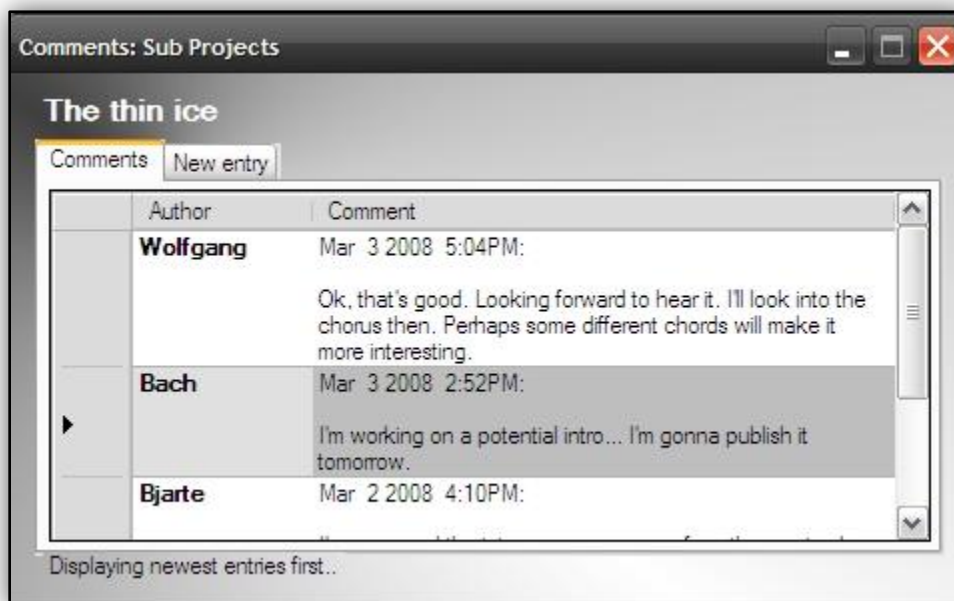 Comments: Sub Projects
The thin ice
Comments New entry
Author Comment
Wolfgang Mar 3 2008 5:04PM:
Ok, that's good. Looking forward to hear it. I'll look into the
chorus then. Perhaps some different chords will make it
more interesting.
Bach Mar 3 2008 2:52PM:
I'm working on a potential intro... I'm gonna publish it
tomorrow.
Bjarte Mar 2 2008 4:10PM:
Displaying newest entries first..